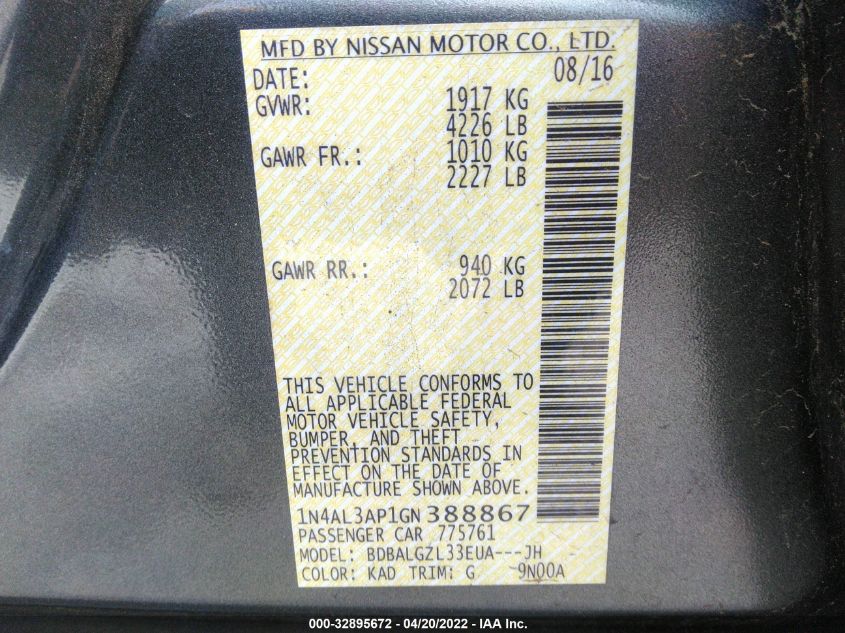 MFD BY NISSAN MOTOR CO., LTD.
DATE: 08/16
GVWR: 1917 KG
4226 LB
GAWR FR.: 1010 KG
2227 LB
GAWR RR.: 940 KG
2072 LB
THIS VEHICLE CONFORMS TO
ALL APPLICABLE FEDERAL
MOTOR VEHICLE SAFETY,
BUMPER, AND THEFT
PREVENTION STANDARDS IN
EFFECT ON THE DATE OF
MANUFACTURE SHOWN ABOVE.
1N4AL3AP1GN388867
PASSENGER CAR 775761
MODEL: BDBALGZL33EUA---JH
COLOR: KAD TRIM: G 9N00A
000-32895672 - 04/20/2022 - IAA Inc.